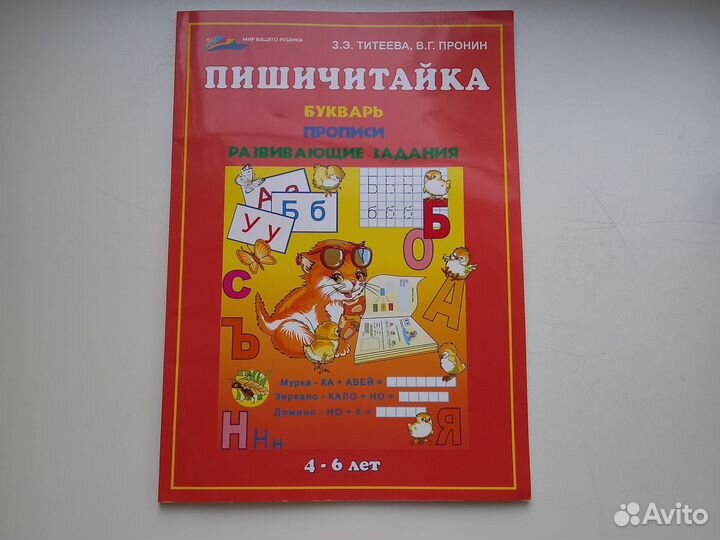 МИР ВАШЕГО РЕБЕНКА
З.Э. ТИТЕЕВА, В.Г. ПРОНИН
ПИШИЧИТАЙКА
БУКВАРЬ
ПРОПИСИ
РАЗВИВАЮЩИЕ ЗАДАНИЯ
А а
Б б
У у
Б б б
б б б
Б
О
С
А
Ъ
Мурка - КА + АВЕЙ =
Зеркало - КАЛО + НО =
Домино - НО + К =
Н Н н
Я
4 - 6 лет
Avito